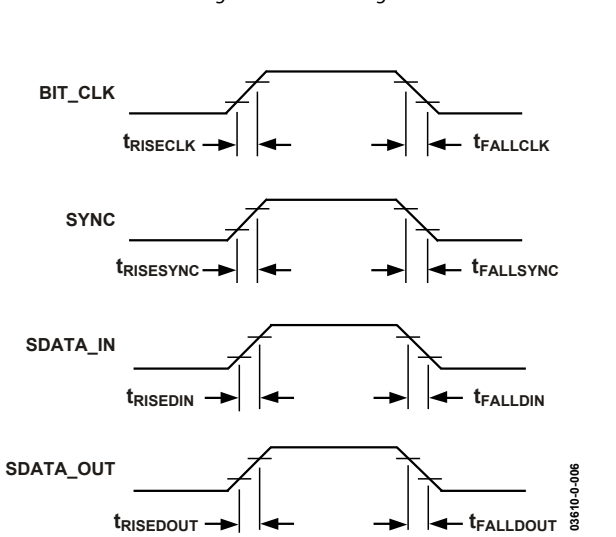 BIT_CLK
tRISECLK
tFALLCLK
SYNC
tRISESYNC
tFALLSYNC
SDATA_IN
tRISEDIN
tFALLDIN
SDATA_OUT
tRISEDOUT
tFALLDOUT
03610-0-006